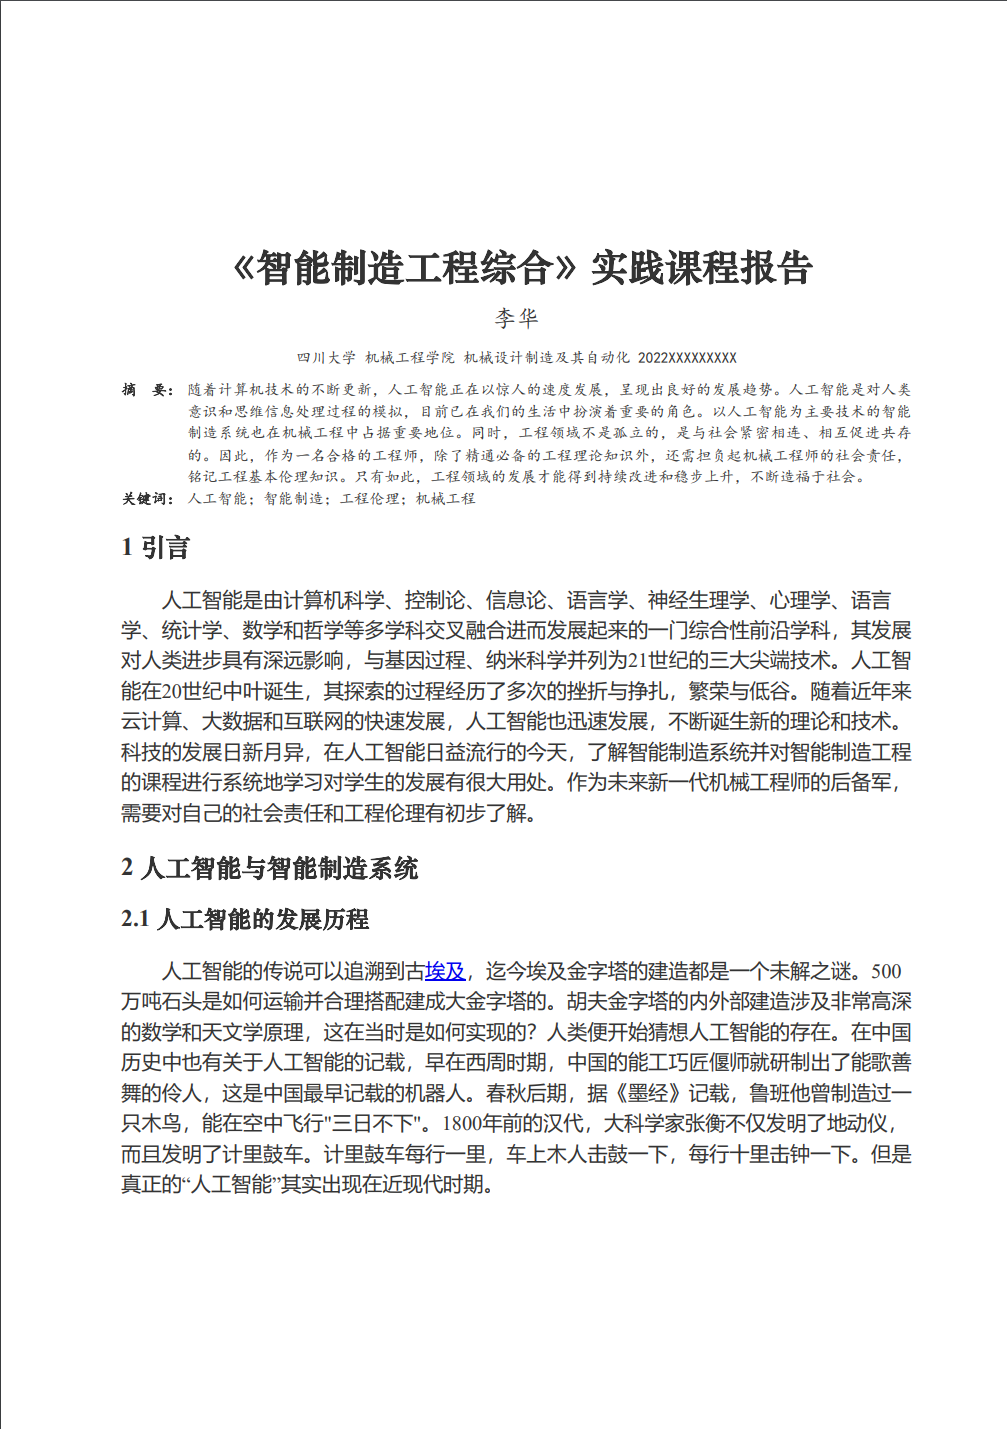 《智能制造工程综合》实践课程报告
李华
四川大学 机械工程学院 机械设计制造及其自动化 2022XXXXXXXXX
摘 要: 随着计算机技术的不断更新，人工智能正在以惊人的速度发展，呈现出良好的发展趋势。人工智能是对人类
意识和思维信息处理过程的模拟，目前已在我们的生活中扮演着重要的角色。以人工智能为主要技术的智能
制造系统也在机械工程中占据重要地位。同时，工程领域不是孤立的，是与社会紧密相连、相互促进共存
的。因此，作为一名合格的工程师，除了精通必备的工程理论知识外，还需担负起机械工程师的社会责任，
铭记工程基本伦理知识。只有如此，工程领域的发展才能得到持续改进和稳步上升，不断造福于社会。
关键词: 人工智能；智能制造；工程伦理；机械工程
1 引言
人工智能是由计算机科学、控制论、信息论、语言学、神经生理学、心理学、语言
学、统计学、数学和哲学等多学科交叉融合进而发展起来的一门综合性前沿学科，其发展
对人类进步具有深远影响，与基因过程、纳米科学并列为21世纪的三大尖端技术。人工智
能在20世纪中叶诞生，其探索的过程经历了多次的挫折与挣扎，繁荣与低谷。随着近年来
云计算、大数据和互联网的快速发展，人工智能也迅速发展，不断诞生新的理论和技术。
科技的发展日新月异，在人工智能日益流行的今天，了解智能制造系统并对智能制造工程
的课程进行系统地学习对学生的发展有很大用处。作为未来新一代机械工程师的后备军，
需要对自己的社会责任和工程伦理有初步了解。
2 人工智能与智能制造系统
2.1 人工智能的发展历程
人工智能的传说可以追溯到古埃及，迄今埃及金字塔的建造都是一个未解之谜。500
万吨石头是如何运输并合理搭配建成大金字塔的。胡夫金字塔的内外部建造涉及非常高深
的数学和天文学原理，这在当时是如何实现的？人类便开始猜想人工智能的存在。在中国
历史中也有关于人工智能的记载，早在西周时期，中国的能工巧匠偃师就研制出了能歌善
舞的伶人，这是中国最早记载的机器人。春秋后期，据《墨经》记载，鲁班他曾制造过一
只木鸟，能在空中飞行"三日不下"。1800年前的汉代，大科学家张衡不仅发明了地动仪，
而且发明了计里鼓车。计里鼓车每行一里，车上木人击鼓一下，每行十里击钟一下。但是
真正的“人工智能”其实出现在近现代时期。